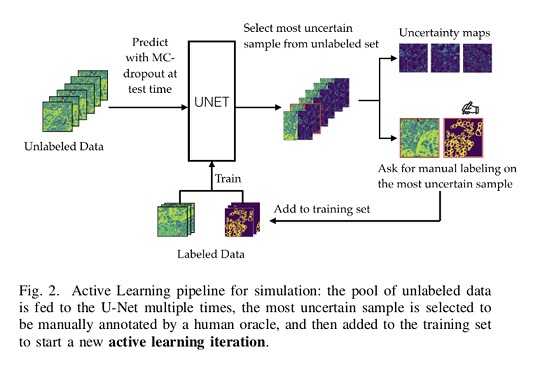 Predict
with MC-
dropout at
test time
Select most uncertain
sample from unlabeled set
Uncertainty maps
UNET
Unlabeled Data
Ask for manual labeling on
the most uncertain sample
Train
Add to training set
Labeled Data
Fig. 2. Active Learning pipeline for simulation: the pool of unlabeled data
is fed to the U-Net multiple times, the most uncertain sample is selected to
be manually annotated by a human oracle, and then added to the training set
to start a new active learning iteration.